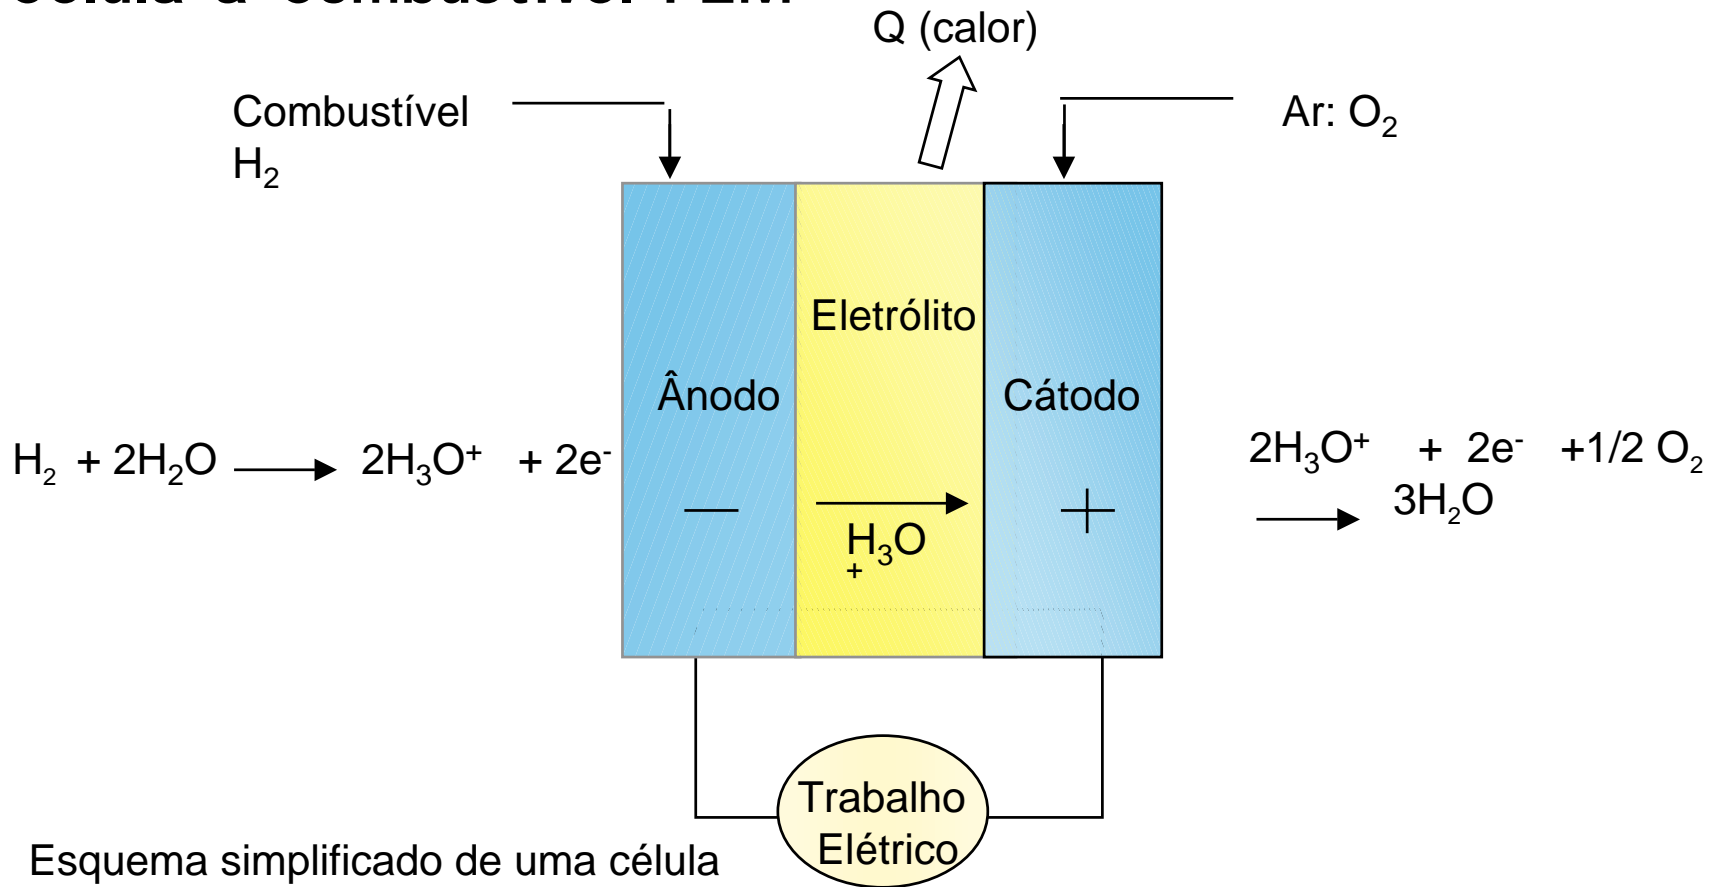 Q (calor)
Combustível
H₂
Ar: O₂
Eletrólito
Ânodo
Cátodo
H₂ + 2H₂O ⟶ 2H₃O⁺ + 2e⁻
2H₃O⁺ + 2e⁻ +1/2 O₂
⟶ 3H₂O
—
+
H₃O
+
Trabalho
Elétrico
Esquema simplificado de uma célula